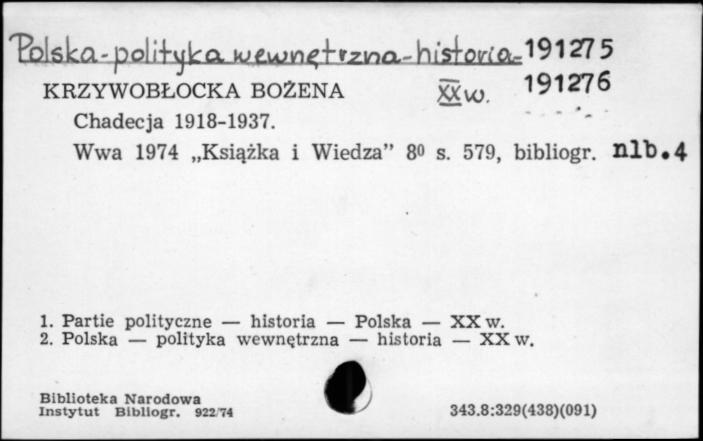 Polska-polityka wewnętrzna-historia- 191275
KRZYWOBŁOCKA BOŻENA XX w. 191276
Chadecja 1918-1937.
Wwa 1974 „Książka i Wiedza” 8⁰ s. 579, bibliogr. nlb.4
1. Partie polityczne — historia — Polska — XX w.
2. Polska — polityka wewnętrzna — historia — XX w.
Biblioteka Narodowa
Instytut Bibliogr. 922/74 343.8:329(438)(091)